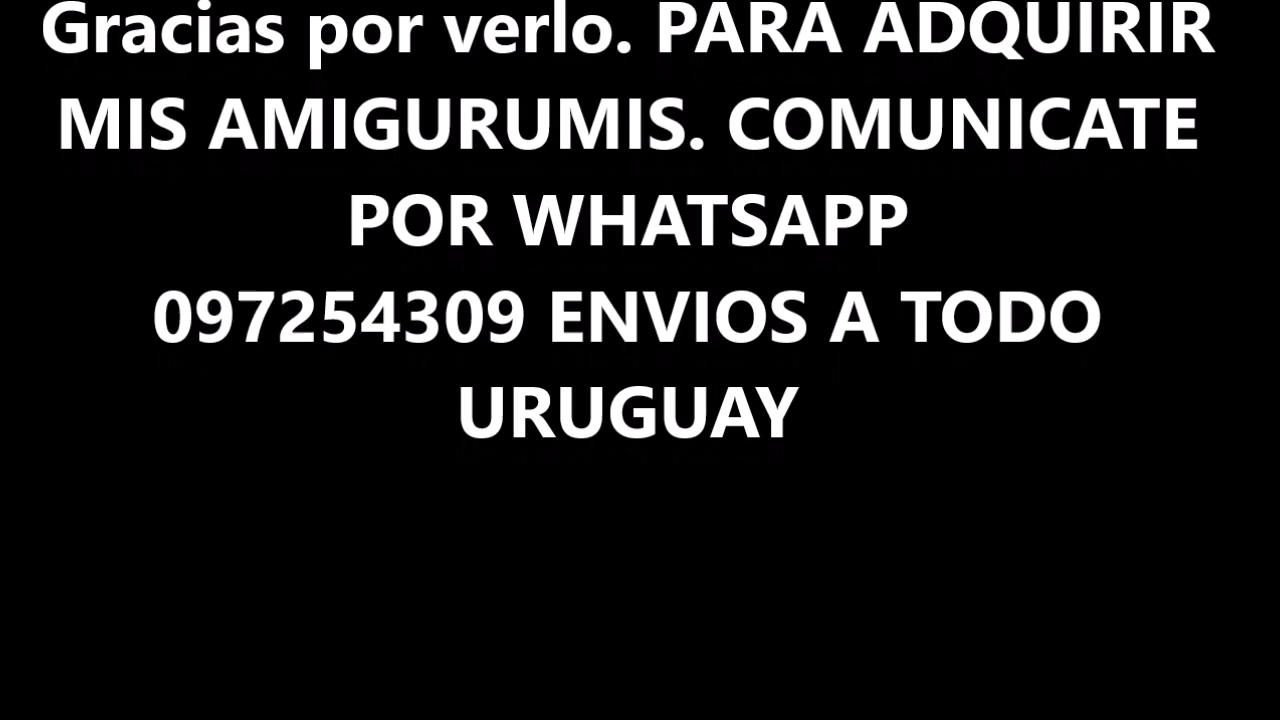 Gracias por verlo. PARA ADQUIRIR
MIS AMIGURUMIS. COMUNICATE
POR WHATSAPP
097254309 ENVIOS A TODO
URUGUAY